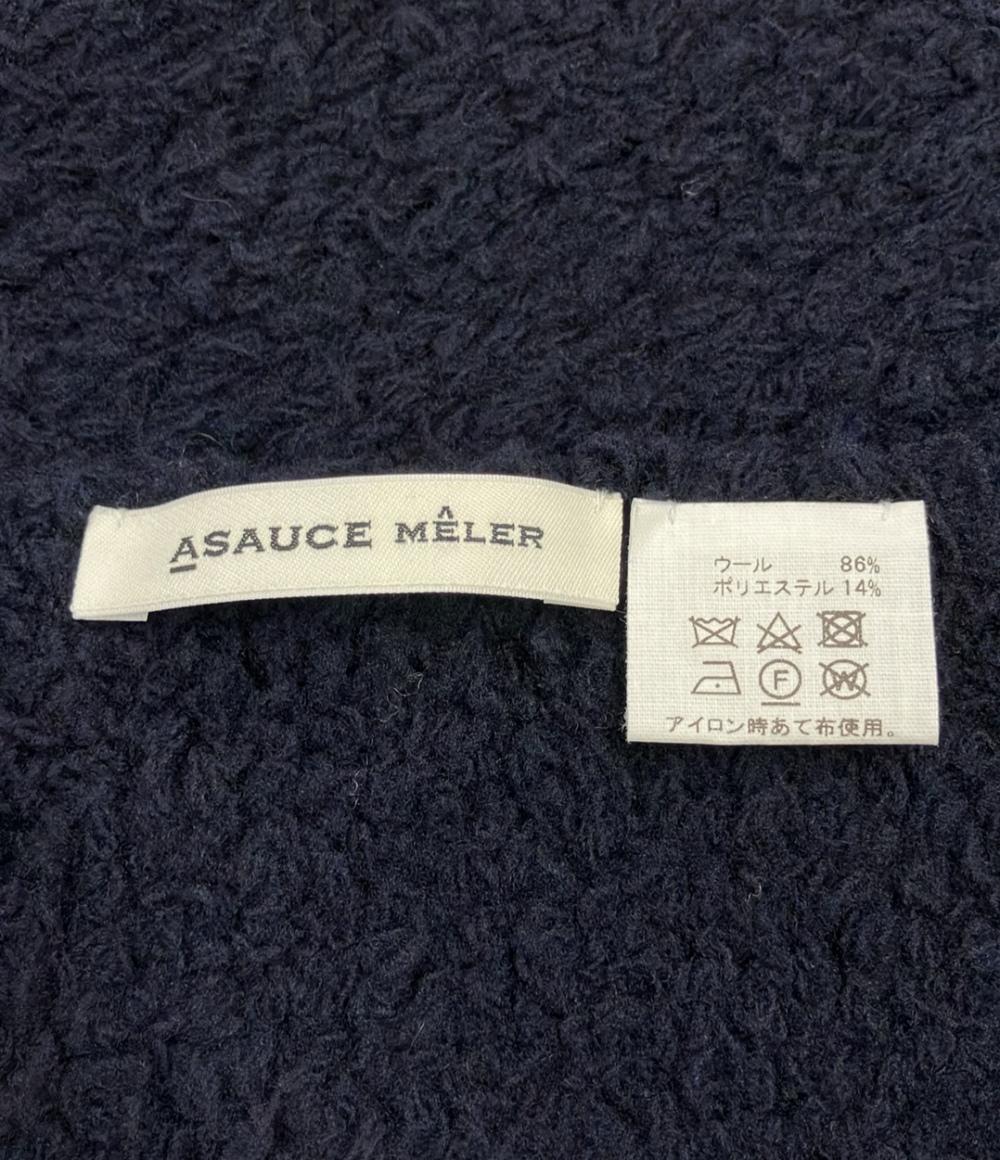 ASAUCE MÊLER
ウール 86%
ポリエステル 14%
F W
アイロン時あて布使用。